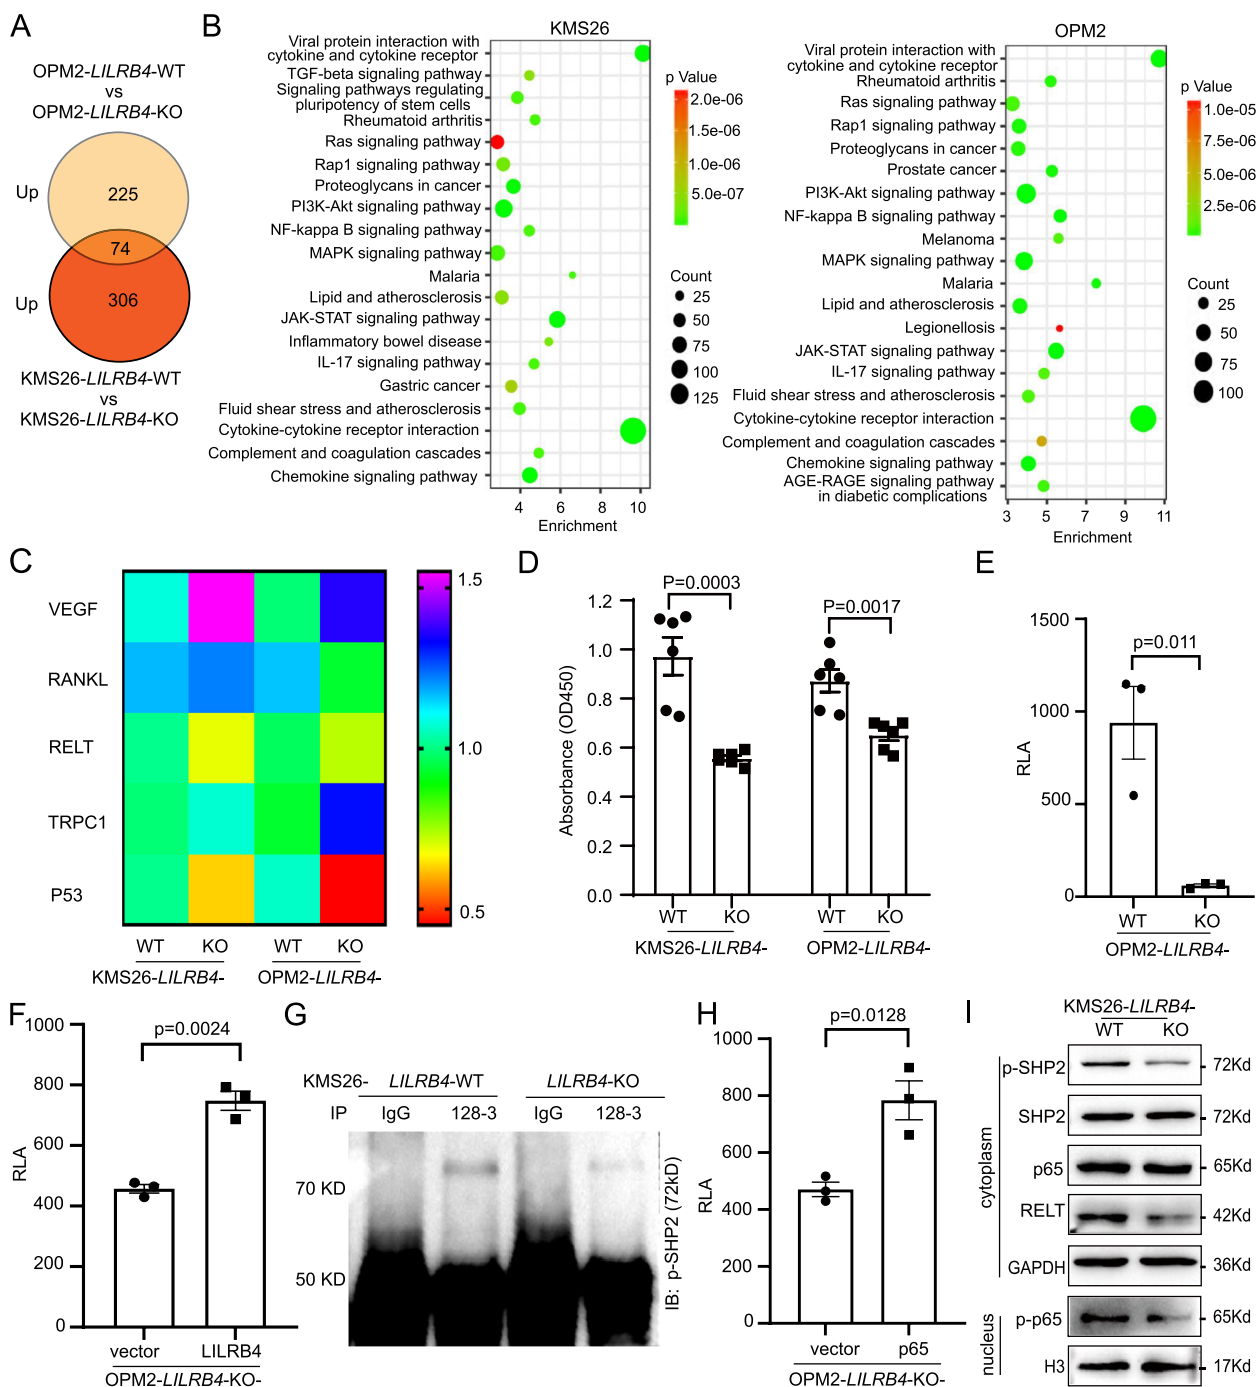 A
OPM2-LILRB4-WT
vs
OPM2-LILRB4-KO
Up
225
74
Up
306
KMS26-LILRB4-WT
vs
KMS26-LILRB4-KO
B
KMS26
Viral protein interaction with
cytokine and cytokine receptor
TGF-beta signaling pathway
Signaling pathways regulating
pluripotency of stem cells
Rheumatoid arthritis
Ras signaling pathway
Rap1 signaling pathway
Proteoglycans in cancer
PI3K-Akt signaling pathway
NF-kappa B signaling pathway
MAPK signaling pathway
Malaria
Lipid and atherosclerosis
JAK-STAT signaling pathway
Inflammatory bowel disease
IL-17 signaling pathway
Gastric cancer
Fluid shear stress and atherosclerosis
Cytokine-cytokine receptor interaction
Complement and coagulation cascades
Chemokine signaling pathway
4 6 8 10
Enrichment
p Value
2.0e-06
1.5e-06
1.0e-06
5.0e-07
Count
25
50
75
100
125
OPM2
Viral protein interaction with
cytokine and cytokine receptor
Rheumatoid arthritis
Ras signaling pathway
Rap1 signaling pathway
Proteoglycans in cancer
Prostate cancer
PI3K-Akt signaling pathway
NF-kappa B signaling pathway
Melanoma
MAPK signaling pathway
Malaria
Lipid and atherosclerosis
Legionellosis
JAK-STAT signaling pathway
IL-17 signaling pathway
Fluid shear stress and atherosclerosis
Cytokine-cytokine receptor interaction
Complement and coagulation cascades
Chemokine signaling pathway
AGE-RAGE signaling pathway
in diabetic complications
3 5 7 9 11
Enrichment
p Value
1.0e-05
7.5e-06
5.0e-06
2.5e-06
Count
25
50
75
100
C
VEGF
RANKL
RELT
TRPC1
P53
WT KO WT KO
KMS26-LILRB4- OPM2-LILRB4-
1.5
1.0
0.5
D
Absorbance (OD450)
1.2
1.0
0.8
0.6
0.4
0.2
0.0
P=0.0003
P=0.0017
WT KO WT KO
KMS26-LILRB4- OPM2-LILRB4-
E
RLA
1500
1000
500
0
p=0.011
WT KO
OPM2-LILRB4-
F
RLA
1000
800
600
400
200
0
p=0.0024
vector LILRB4
OPM2-LILRB4-KO-
G
KMS26- LILRB4-WT LILRB4-KO
IP IgG 128-3 IgG 128-3
70 KD
50 KD
IB: p-SHP2 (72kD)
H
RLA
1000
800
600
400
200
0
p=0.0128
vector p65
OPM2-LILRB4-KO-
I
KMS26-LILRB4-
WT KO
cytoplasm
p-SHP2 72Kd
SHP2 72Kd
p65 65Kd
RELT 42Kd
GAPDH 36Kd
nucleus
p-p65 65Kd
H3 17Kd